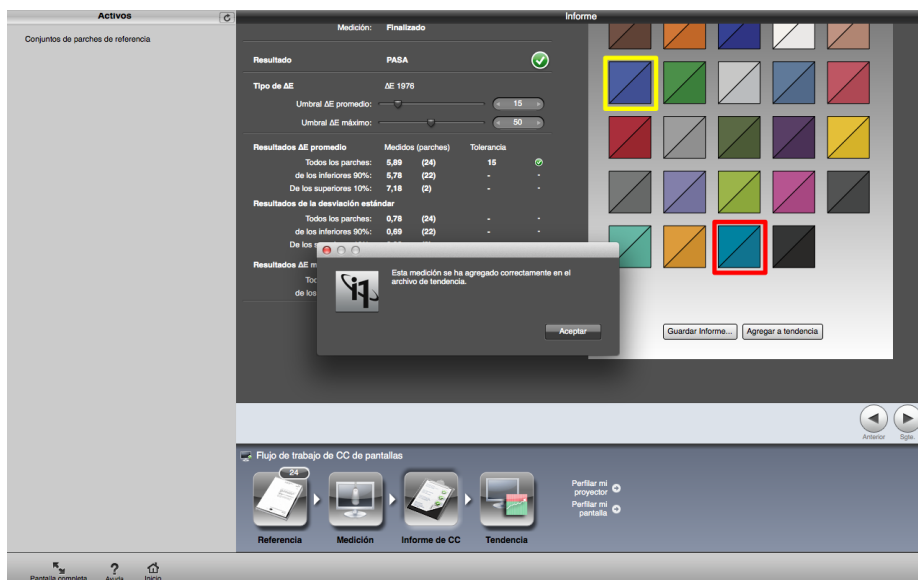 Activos
Informe
Conjuntos de parches de referencia
Medición: Finalizado
Resultado PASA
Tipo de ΔE ΔE 1976
Umbral ΔE promedio: 15
Umbral ΔE máximo: 50
Resultados ΔE promedio Medidos (parches) Tolerancia
Todos los parches: 5,89 (24) 15
de los inferiores 90%: 5,78 (22) - -
De los superiores 10%: 7,18 (2) - -
Resultados de la desviación estándar
Todos los parches: 0,78 (24) - -
de los inferiores 90%: 0,69 (22) - -
De los
Resultados ΔE
de los
i1
Esta medición se ha agregado correctamente en el
archivo de tendencia.
Aceptar
Guardar Informe... Agregar a tendencia
Anterior Sgte.
Flujo de trabajo de CC de pantallas
24
Perfilar mi
proyector
Perfilar mi
pantalla
Referencia Medición Informe de CC Tendencia
Pantalla completa Ayuda Inicio